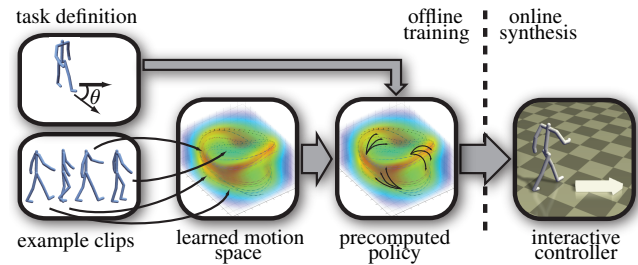 task definition
offline
training
online
synthesis
θ
example clips
learned motion
space
precomputed
policy
interactive
controller